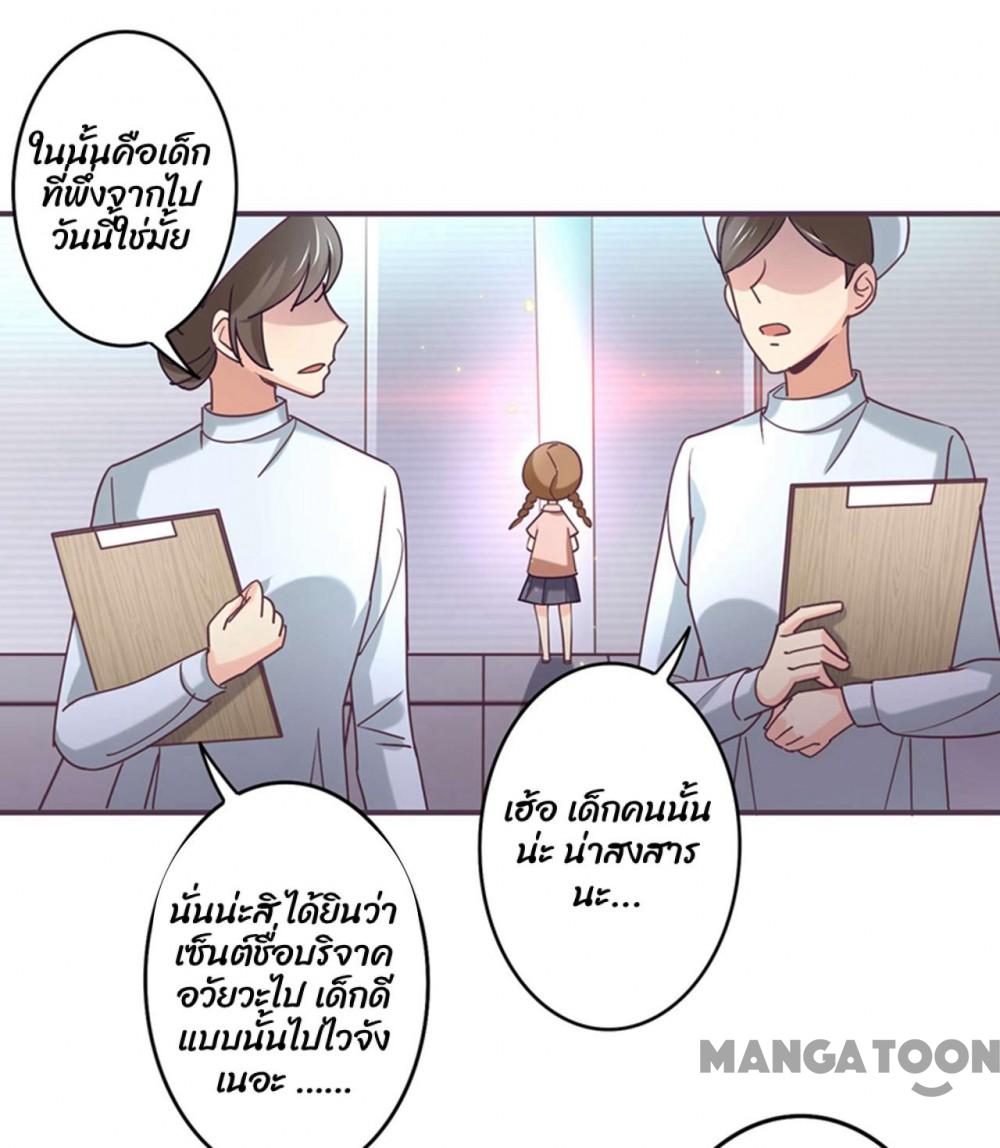 ในนั้นคือเด็ก
ที่พึ่งจากไป
วันนี้ใช่มั้ย
เฮ้อ เด็กคนนั้น
น่ะ น่าสงสาร
นะ...
นั่นน่ะสิ ได้ยินว่า
เซ็นต์ชื่อบริจาค
อวัยวะไป เด็กดี
แบบนั้นไปไวจัง
เนอะ ......
MANGATOON